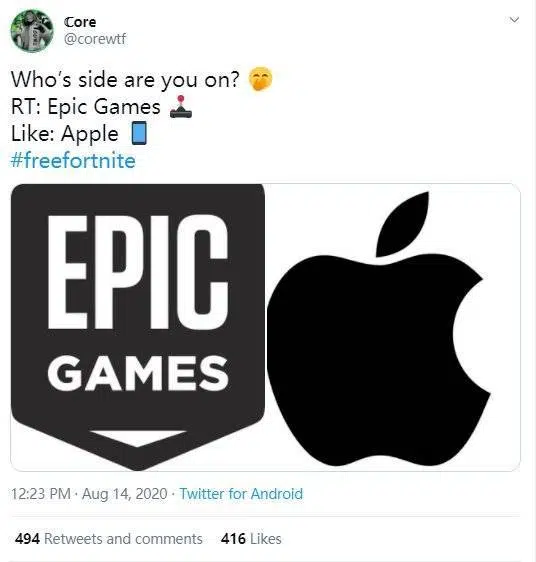 Core
@corewtf
Who's side are you on? 🤭
RT: Epic Games 🕹️
Like: Apple 📱
#freefortnite
EPIC
GAMES
12:23 PM · Aug 14, 2020 · Twitter for Android
494 Retweets and comments 416 Likes